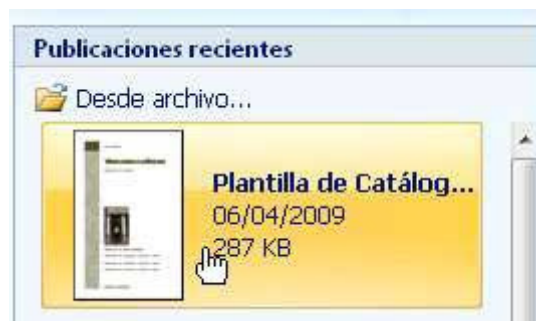 Publicaciones recientes
Desde archivo...
Plantilla de Catálog...
06/04/2009
287 KB